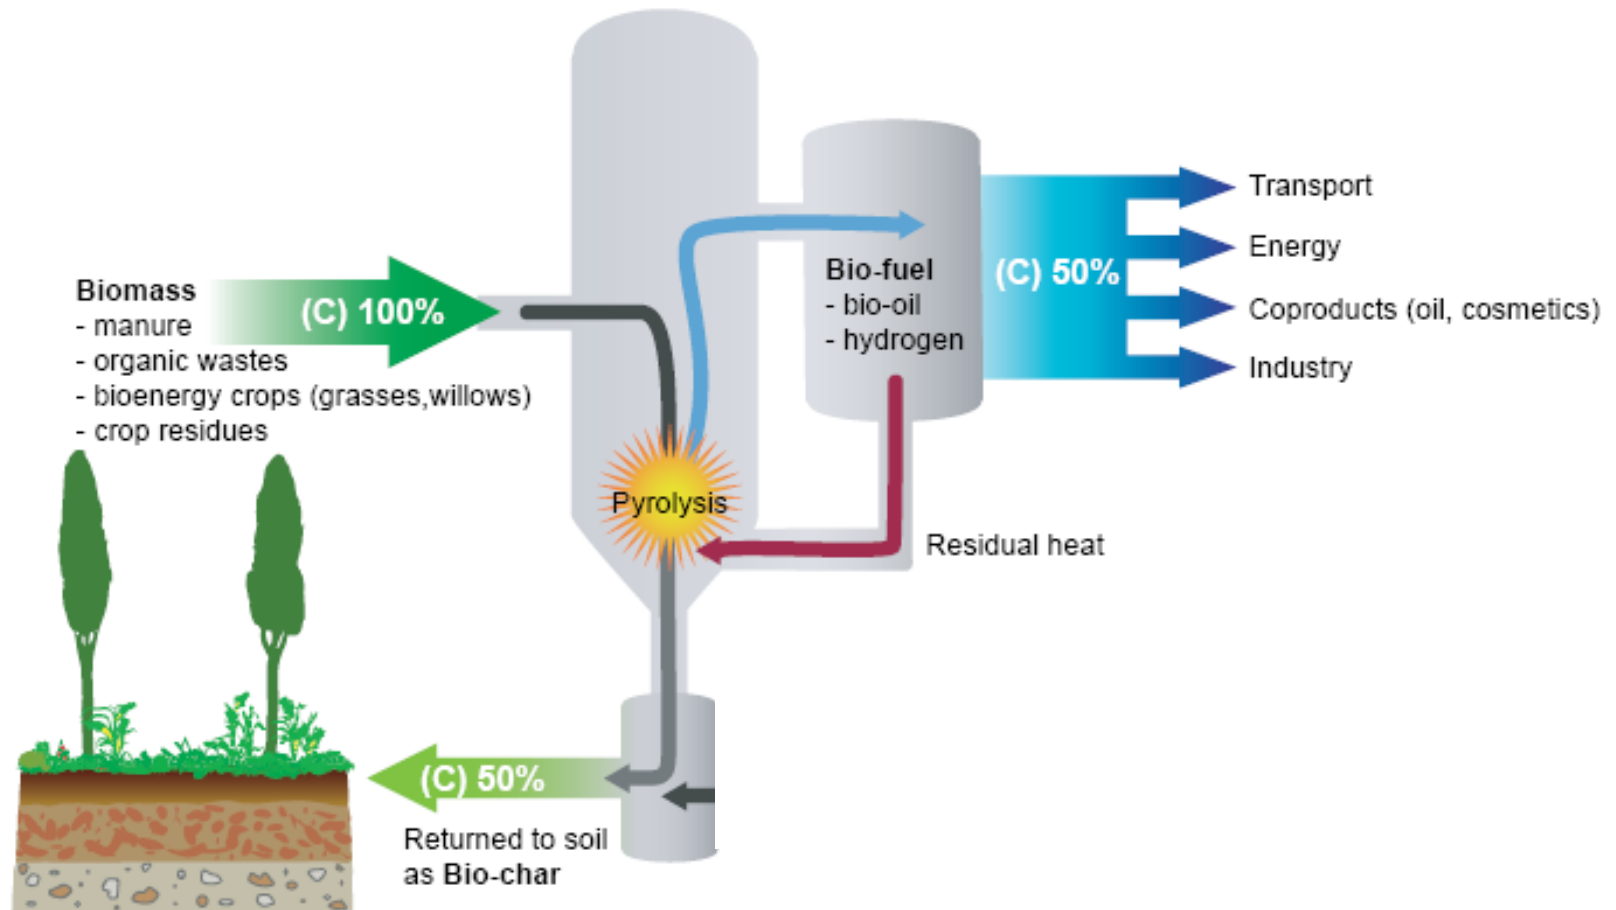 Biomass
- manure
- organic wastes
- bioenergy crops (grasses,willows)
- crop residues
(C) 100%
Pyrolysis
Bio-fuel
- bio-oil
- hydrogen
(C) 50%
Transport
Energy
Coproducts (oil, cosmetics)
Industry
Residual heat
(C) 50%
Returned to soil
as Bio-char